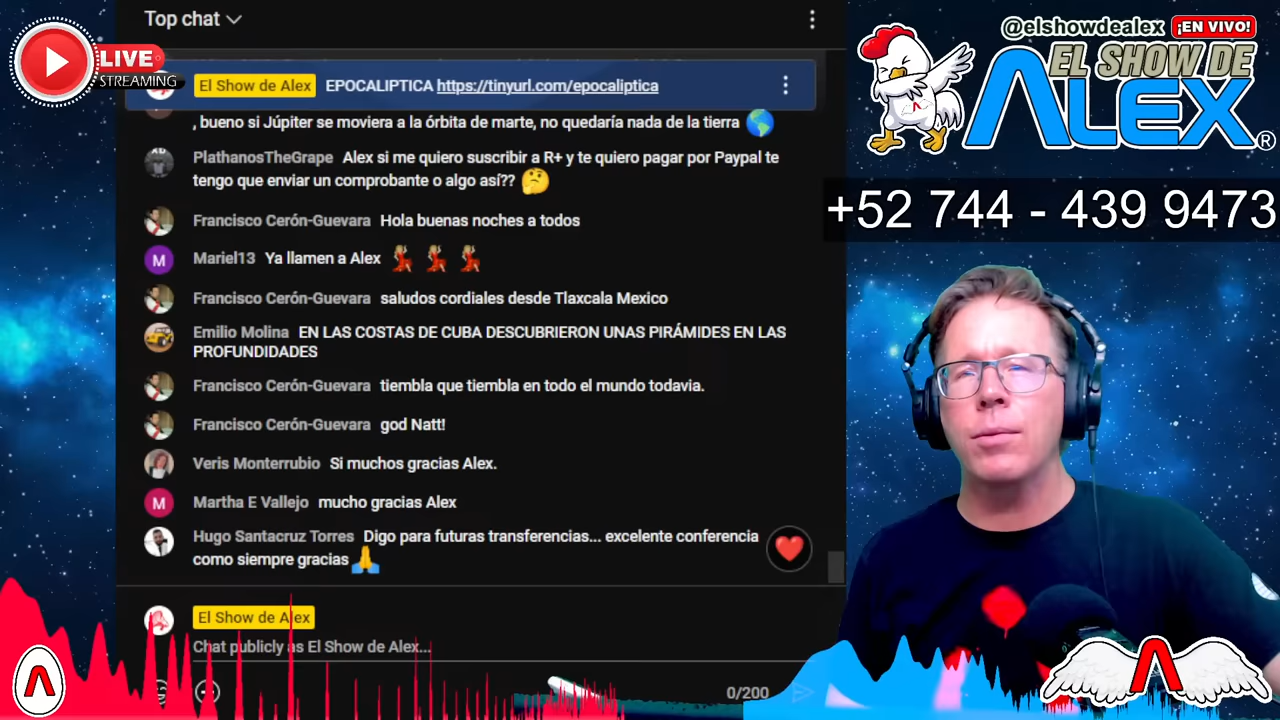 Top chat
LIVE
STREAMING
El Show de Alex EPOCALIPTICA https://tinyurl.com/epocaliptica
, bueno si Júpiter se moviera a la órbita de marte, no quedaría nada de la tierra
PlathanosTheGrape Alex si me quiero suscribir a R+ y te quiero pagar por Paypal te
tengo que enviar un comprobante o algo así??
Francisco Cerón-Guevara Hola buenas noches a todos
M Mariel13 Ya llamen a Alex
Francisco Cerón-Guevara saludos cordiales desde Tlaxcala Mexico
Emilio Molina EN LAS COSTAS DE CUBA DESCUBRIERON UNAS PIRÁMIDES EN LAS
PROFUNDIDADES
Francisco Cerón-Guevara tiembla que tiembla en todo el mundo todavia.
Francisco Cerón-Guevara god Natt!
Veris Monterrubio Si muchos gracias Alex.
M Martha E Vallejo mucho gracias Alex
Hugo Santacruz Torres Digo para futuras transferencias... excelente conferencia
como siempre gracias
El Show de Alex
Chat publicly as El Show de Alex...
0/200
@elshowdealex ¡EN VIVO!
EL SHOW DE
ALEX®
+52 744 - 439 9473